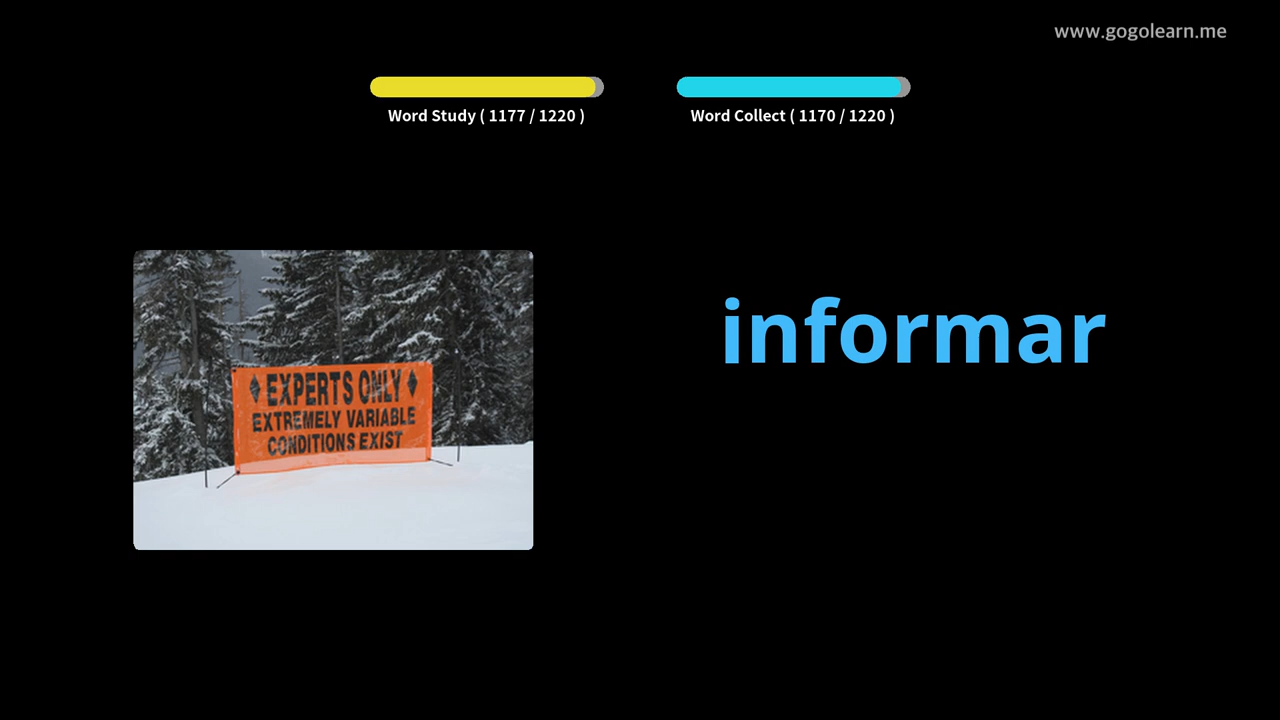 www.gogolearn.me
Word Study ( 1177 / 1220 )
Word Collect ( 1170 / 1220 )
EXPERTS ONLY
EXTREMELY VARIABLE
CONDITIONS EXIST
informar